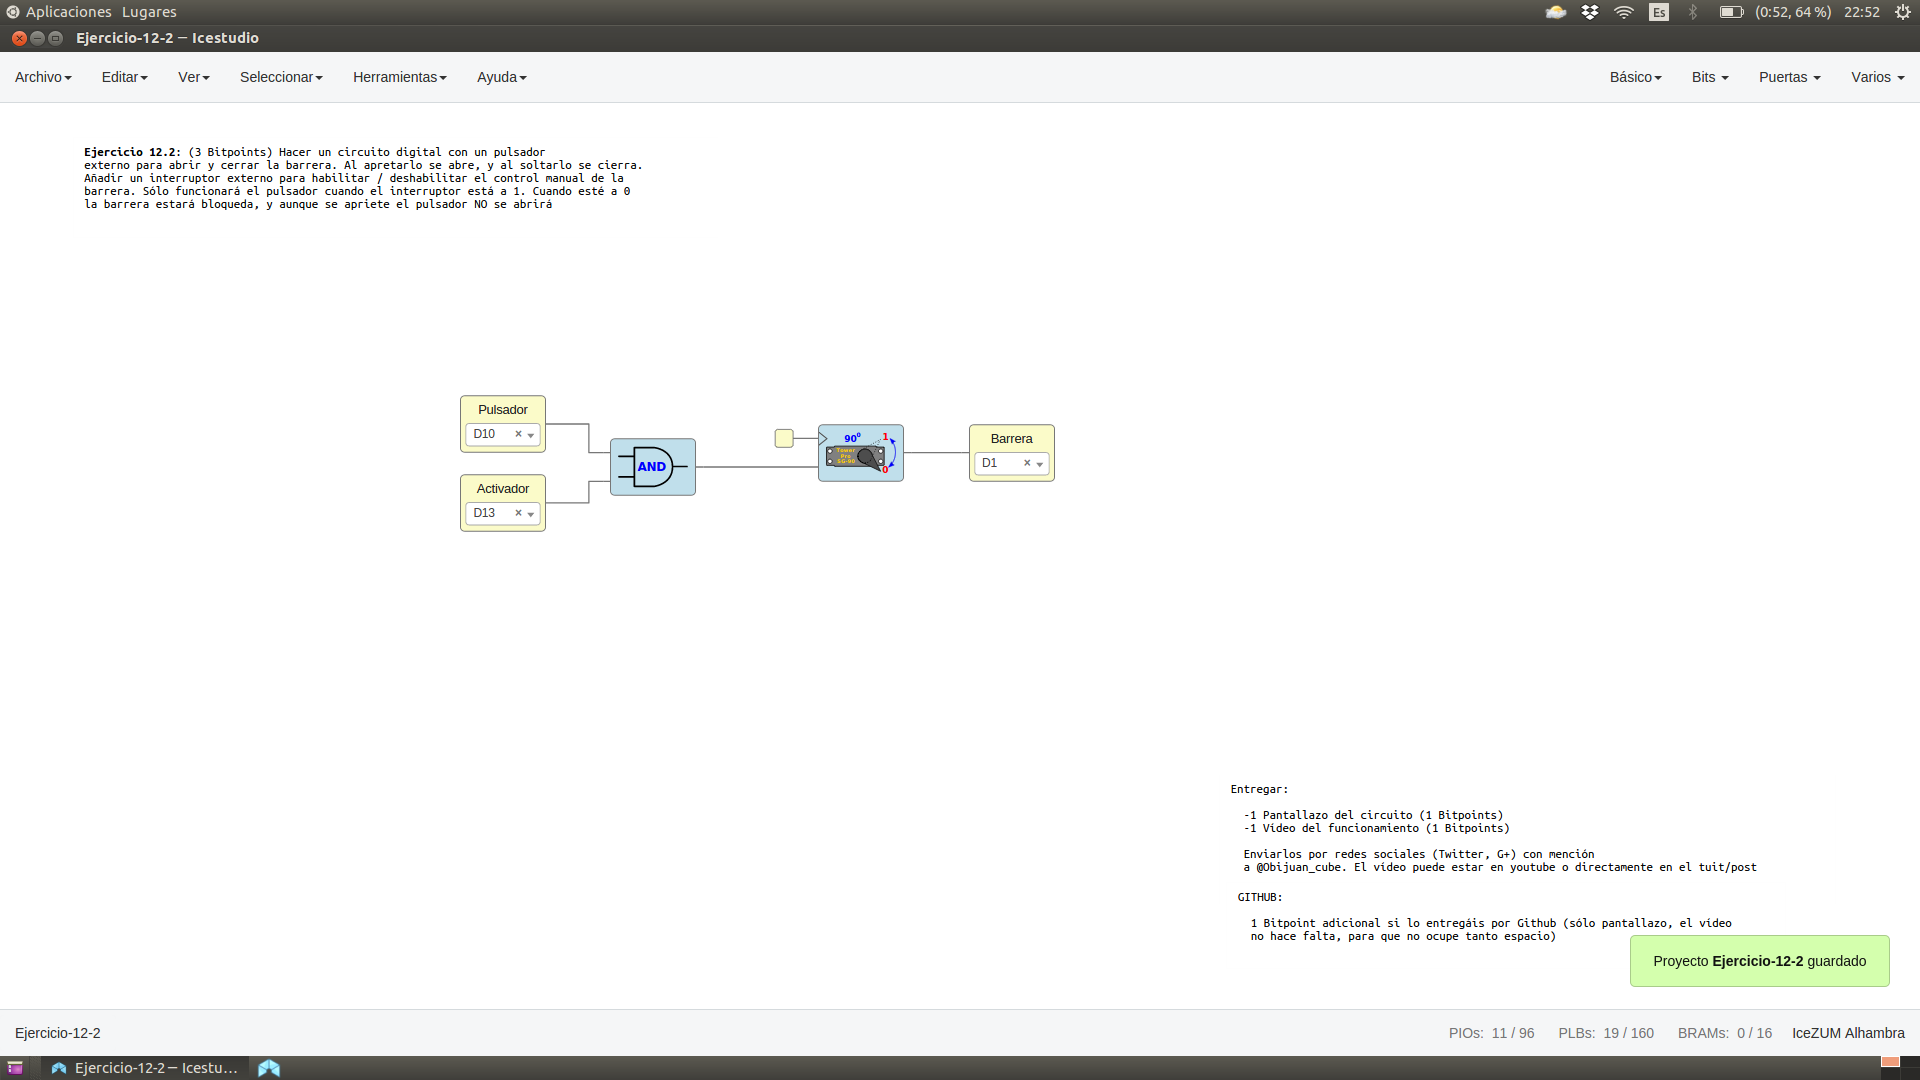 Aplicaciones Lugares
Es (0:52, 64 %) 22:52
Ejercicio-12-2 — Icestudio
Archivo Editar Ver Seleccionar Herramientas Ayuda Básico Bits Puertas Varios
Ejercicio 12.2: (3 Bitpoints) Hacer un circuito digital con un pulsador
externo para abrir y cerrar la barrera. Al apretarlo se abre, y al soltarlo se cierra.
Añadir un interruptor externo para habilitar / deshabilitar el control manual de la
barrera. Sólo funcionará el pulsador cuando el interruptor está a 1. Cuando esté a 0
la barrera estará bloqueda, y aunque se apriete el pulsador NO se abrirá
Pulsador
D10 ×
Activador
D13 ×
AND
90º 1
Tower
Pro
SG-90
0
Barrera
D1 ×
Entregar:
-1 Pantallazo del circuito (1 Bitpoints)
-1 Video del funcionamiento (1 Bitpoints)
Enviarlos por redes sociales (Twitter, G+) con mención
a @Obijuan_cube. El vídeo puede estar en youtube o directamente en el tuit/post
GITHUB:
1 Bitpoint adicional si lo entregáis por Github (sólo pantallazo, el vídeo
no hace falta, para que no ocupe tanto espacio)
Proyecto Ejercicio-12-2 guardado
Ejercicio-12-2 PIOs: 11 / 96 PLBs: 19 / 160 BRAMs: 0 / 16 IceZUM Alhambra
Ejercicio-12-2 — Icestu...